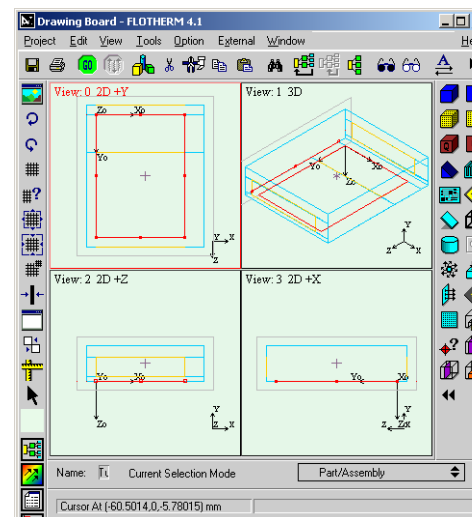 Drawing Board - FLOTHERM 4.1
Project Edit View Tools Option External Window He
GO
View: 0 2D +Y
Zo Xo
Yo
Y X
Z
View: 1 3D
Yo Xo
Zo
Y
Z X
View: 2 2D +Z
Yo Xo
Zo
Y
Z X
View: 3 2D +X
Yo Xo
Zo
Y
Z X
Name: Current Selection Mode Part/Assembly
Cursor At (-60.5014,0,-5.78015) mm